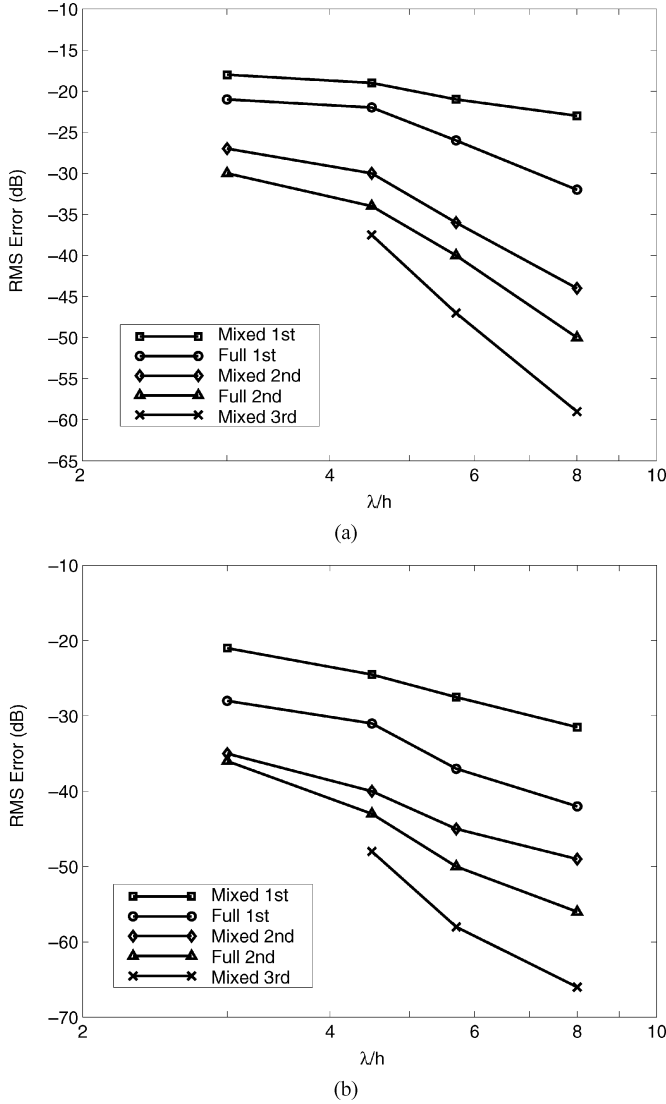 −10
−15
−20
−25
−30
−35
−40
−45
−50
−55
−60
−65
RMS Error (dB)
Mixed 1st
Full 1st
Mixed 2nd
Full 2nd
Mixed 3rd
2 4 6 8 10
λ/h
(a)
−10
−20
−30
−40
−50
−60
−70
RMS Error (dB)
Mixed 1st
Full 1st
Mixed 2nd
Full 2nd
Mixed 3rd
2 4 6 8 10
λ/h
(b)